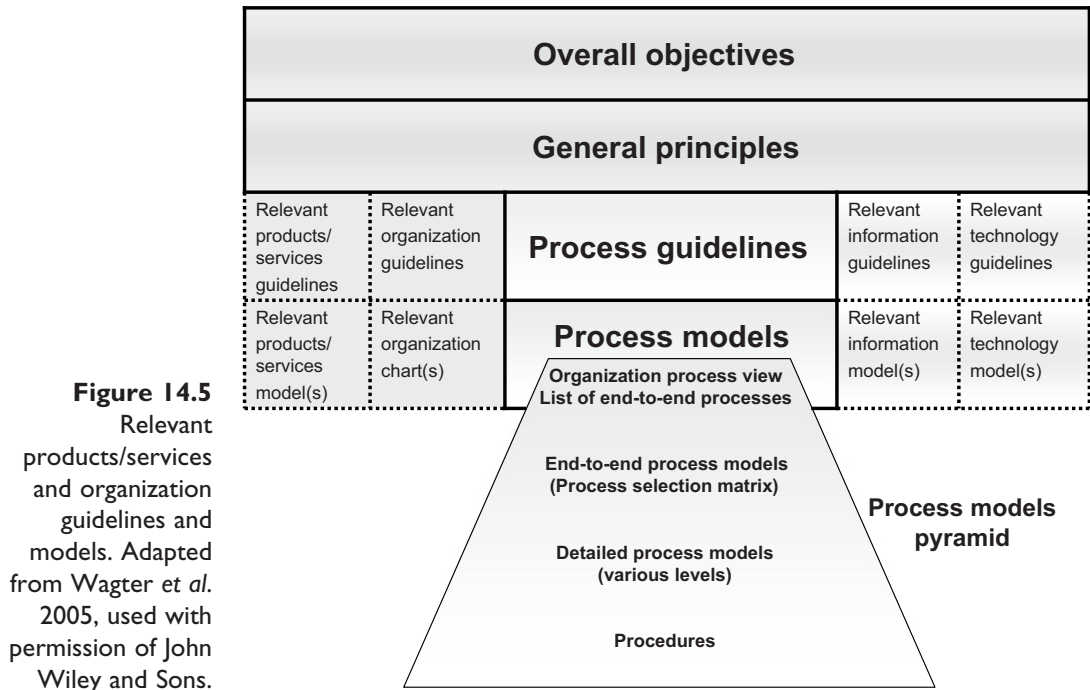 Overall objectives
General principles
Relevant
products/
services
guidelines
Relevant
organization
guidelines
Process guidelines
Relevant
information
guidelines
Relevant
technology
guidelines
Relevant
products/
services
model(s)
Relevant
organization
chart(s)
Process models
Organization process view
List of end-to-end processes
Relevant
information
model(s)
Relevant
technology
model(s)
End-to-end process models
(Process selection matrix)
Detailed process models
(various levels)
Procedures
Process models
pyramid
Figure 14.5
Relevant
products/services
and organization
guidelines and
models. Adapted
from Wagter et al.
2005, used with
permission of John
Wiley and Sons.